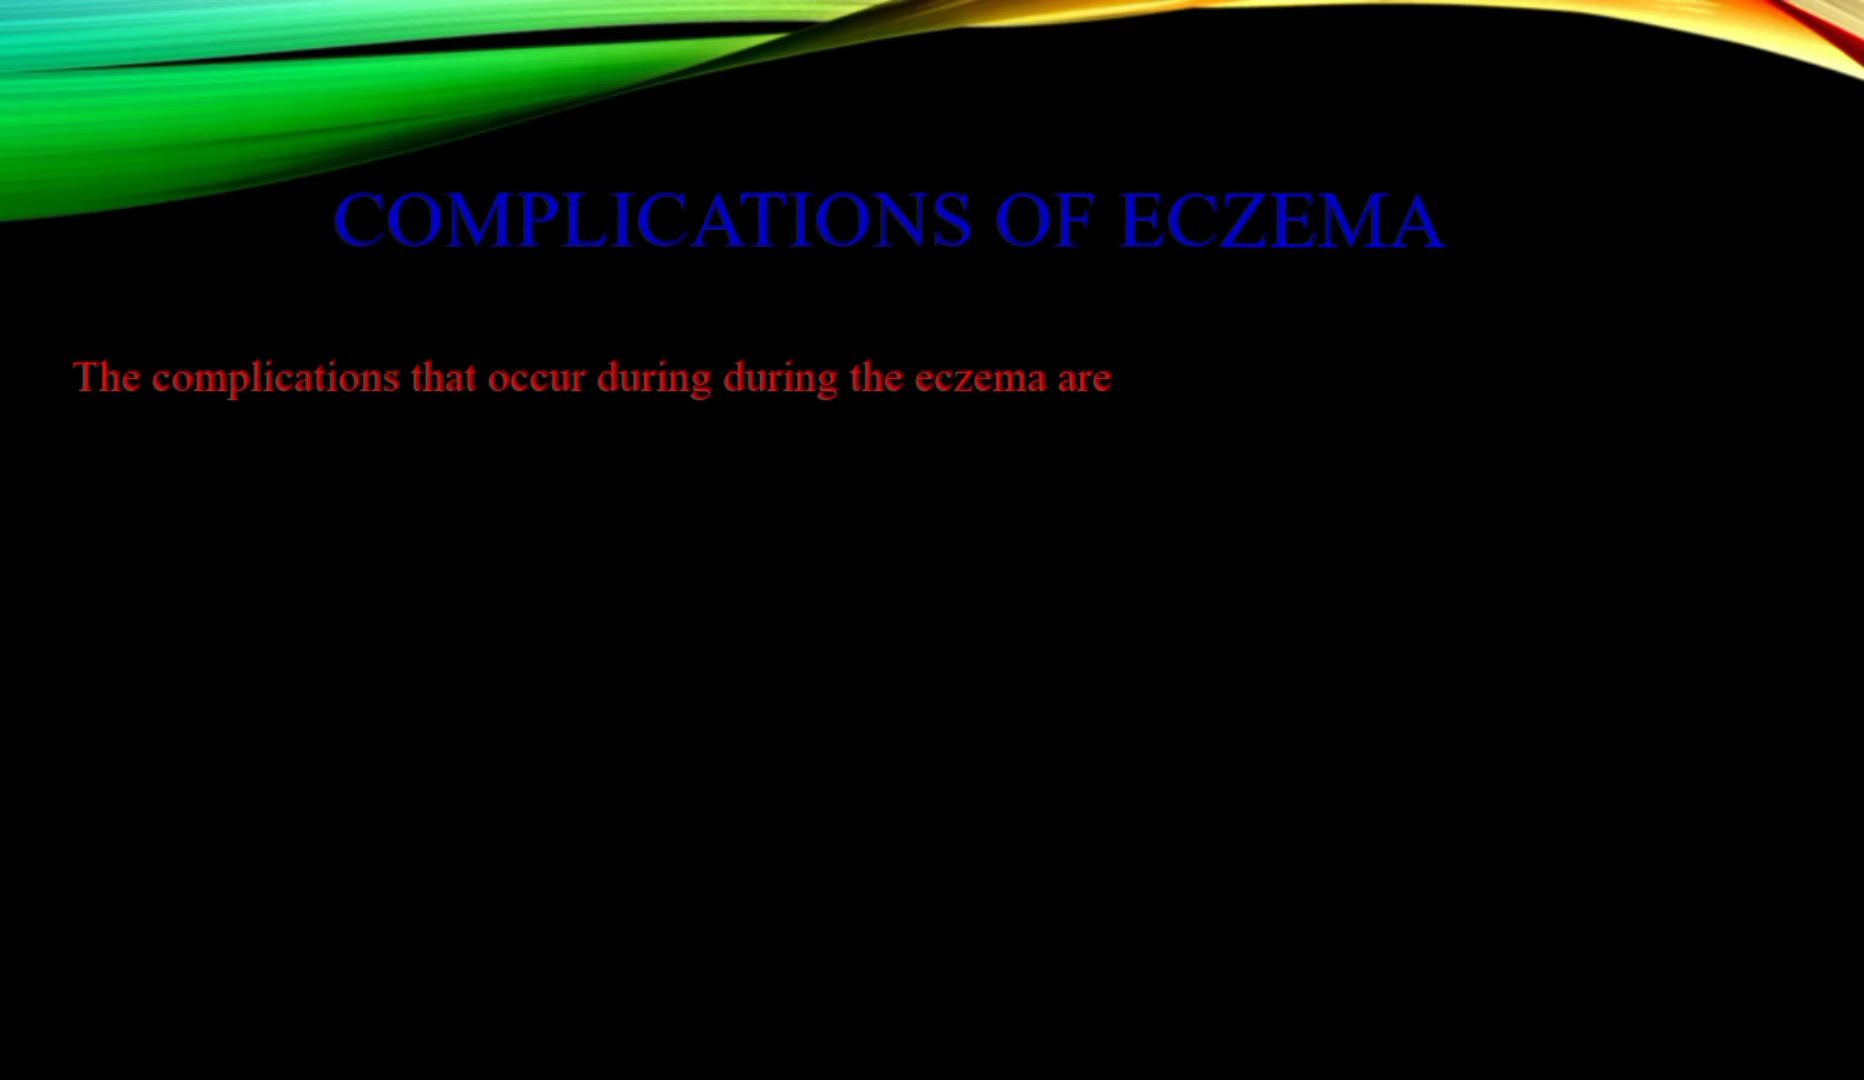 COMPLICATIONS OF ECZEMA
The complications that occur during during the eczema are